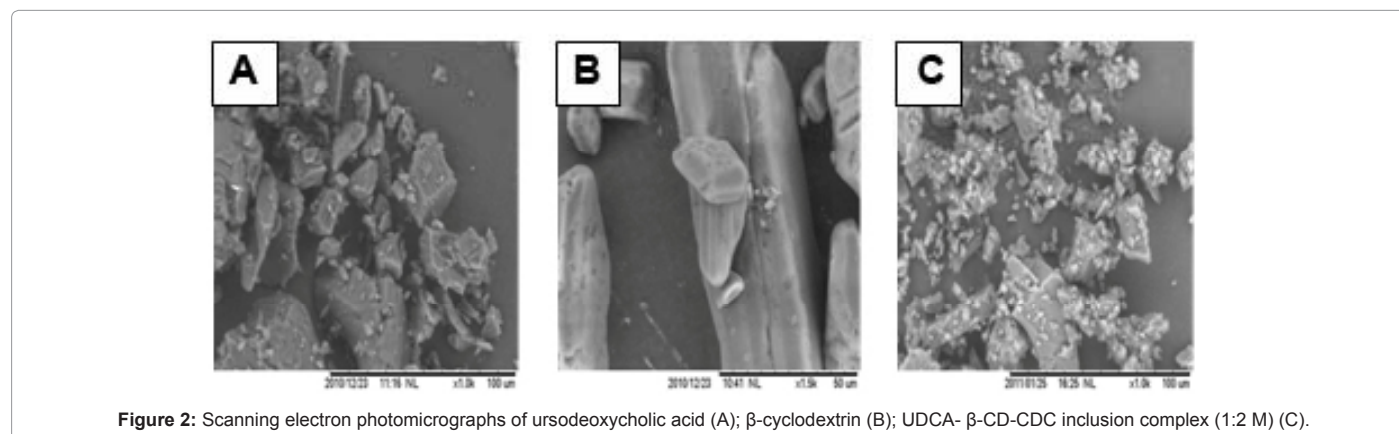 A
B
C
2010/12/23 11:16 NL x1.0k 100 um
2010/12/23 10:41 NL x1.5k 50 um
2011/01/25 16:25 NL x1.0k 100 um
Figure 2: Scanning electron photomicrographs of ursodeoxycholic acid (A); β-cyclodextrin (B); UDCA- β-CD-CDC inclusion complex (1:2 M) (C).